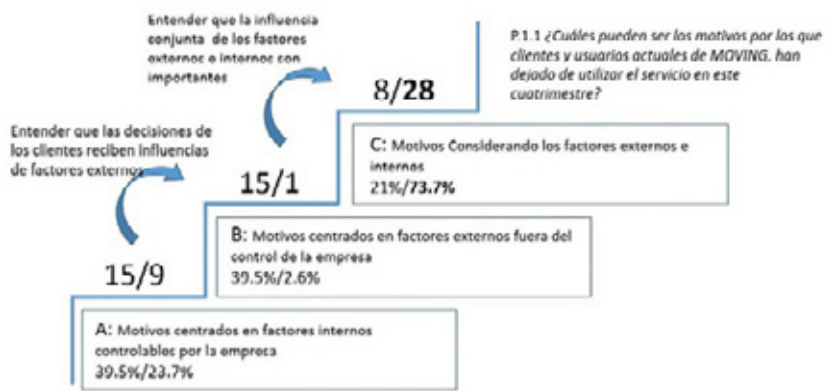 Entender que la influencia
conjunta de los factores
externos e internos con
importantes
P.1.1 ¿Cuáles pueden ser los motivos por los que
clientes y usuarios actuales de MOVING, han
dejado de utilizar el servicio en este
cuatrimestre?
8/28
Entender que las decisiones de
los clientes reciben influencias
de factores externos
C: Motivos Considerando los factores externos e
internos
21%/73.7%
15/1
B: Motivos centrados en factores externos fuera del
control de la empresa
39.5%/2.6%
15/9
A: Motivos centrados en factores internos
controlables por la empresa
39.5%/23.7%